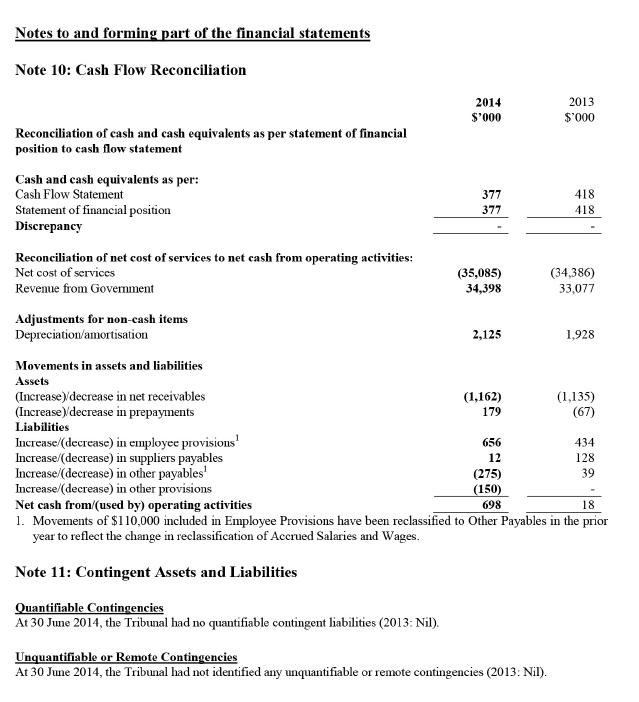 Notes to and forming part of the financial statements
Note 10: Cash Flow Reconciliation
2014 2013
$'000 $'000
Reconciliation of cash and cash equivalents as per statement of financial
position to cash flow statement
Cash and cash equivalents as per:
Cash Flow Statement 377 418
Statement of financial position 377 418
Discrepancy - -
Reconciliation of net cost of services to net cash from operating activities:
Net cost of services (35,085) (34,386)
Revenue from Government 34,398 33,077
Adjustments for non-cash items
Depreciation/amortisation 2,125 1,928
Movements in assets and liabilities
Assets
(Increase)/decrease in net receivables (1,162) (1,135)
(Increase)/decrease in prepayments 179 (67)
Liabilities
Increase/(decrease) in employee provisions¹ 656 434
Increase/(decrease) in suppliers payables 12 128
Increase/(decrease) in other payables¹ (275) 39
Increase/(decrease) in other provisions (150) -
Net cash from/(used by) operating activities 698 18
1. Movements of $110,000 included in Employee Provisions have been reclassified to Other Payables in the prior
year to reflect the change in reclassification of Accrued Salaries and Wages.
Note 11: Contingent Assets and Liabilities
Quantifiable Contingencies
At 30 June 2014, the Tribunal had no quantifiable contingent liabilities (2013: Nil).
Unquantifiable or Remote Contingencies
At 30 June 2014, the Tribunal had not identified any unquantifiable or remote contingencies (2013: Nil).